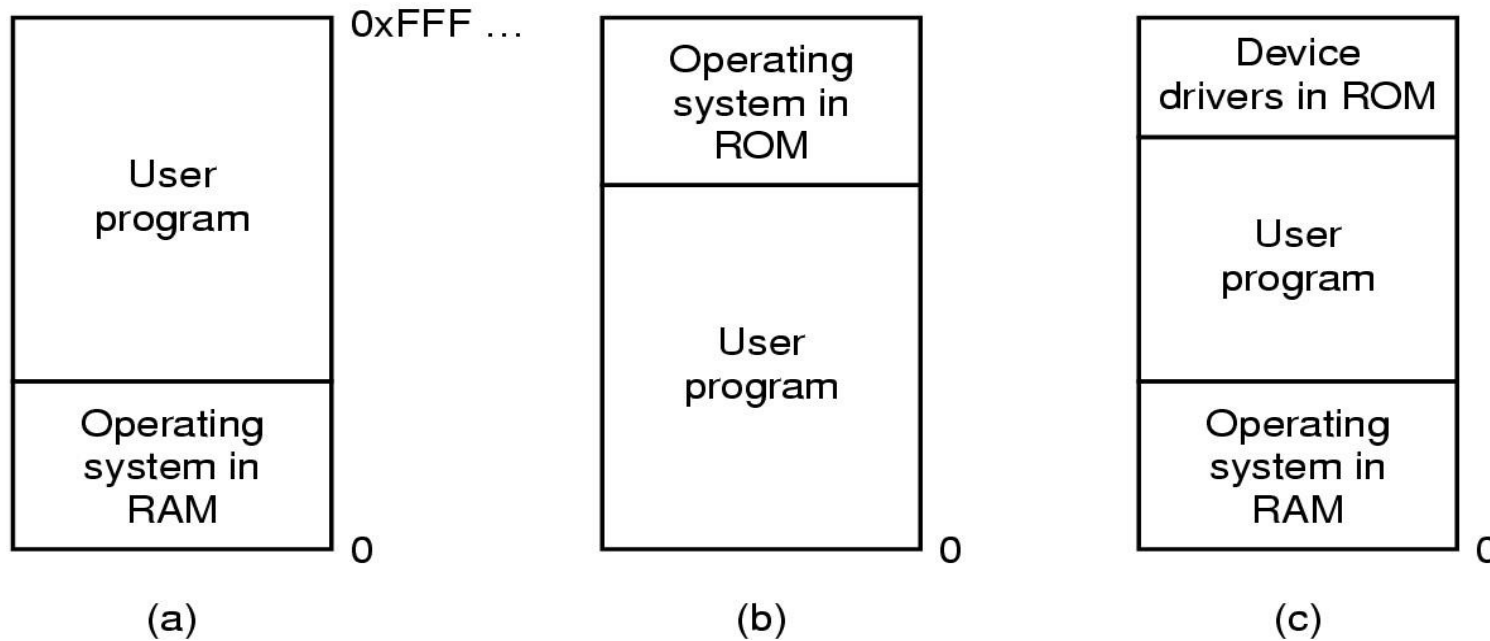 0xFFF ...
User
program
Operating
system in
RAM
0
(a)
Operating
system in
ROM
User
program
0
(b)
Device
drivers in ROM
User
program
Operating
system in
RAM
0
(c)